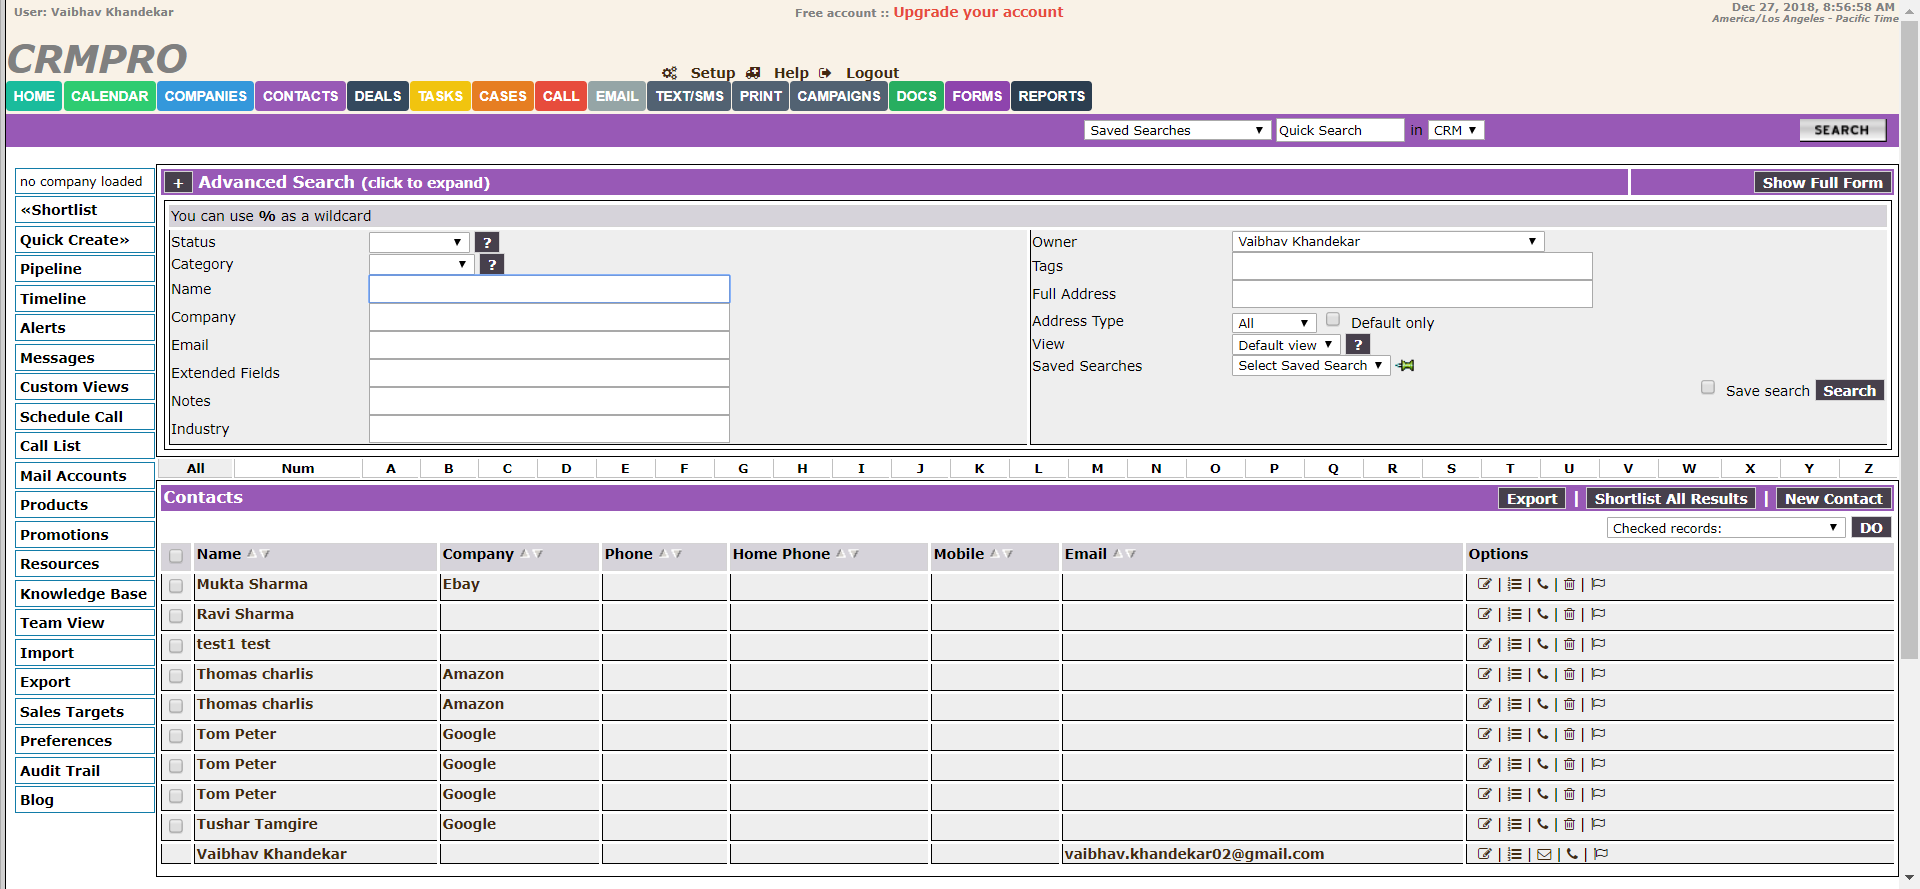 User: Vaibhav Khandekar
Free account :: Upgrade your account
Dec 27, 2018, 8:56:58 AM
America/Los Angeles - Pacific Time
CRMPRO
Setup Help Logout
HOME CALENDAR COMPANIES CONTACTS DEALS TASKS CASES CALL EMAIL TEXT/SMS PRINT CAMPAIGNS DOCS FORMS REPORTS
Saved Searches Quick Search in CRM SEARCH
no company loaded
«Shortlist
Quick Create»
Pipeline
Timeline
Alerts
Messages
Custom Views
Schedule Call
Call List
Mail Accounts
Products
Promotions
Resources
Knowledge Base
Team View
Import
Export
Sales Targets
Preferences
Audit Trail
Blog
+ Advanced Search (click to expand) Show Full Form
You can use % as a wildcard
Status ?
Category ?
Name
Company
Email
Extended Fields
Notes
Industry
Owner Vaibhav Khandekar
Tags
Full Address
Address Type All Default only
View Default view ?
Saved Searches Select Saved Search
Save search Search
All Num A B C D E F G H I J K L M N O P Q R S T U V W X Y Z
Contacts Export | Shortlist All Results | New Contact
Checked records: DO
Name Company Phone Home Phone Mobile Email Options
Mukta Sharma Ebay | | | |
Ravi Sharma | | | |
test1 test | | | |
Thomas charlis Amazon | | | |
Thomas charlis Amazon | | | |
Tom Peter Google | | | |
Tom Peter Google | | | |
Tom Peter Google | | | |
Tushar Tamgire Google | | | |
Vaibhav Khandekar vaibhav.khandekar02@gmail.com | | | |